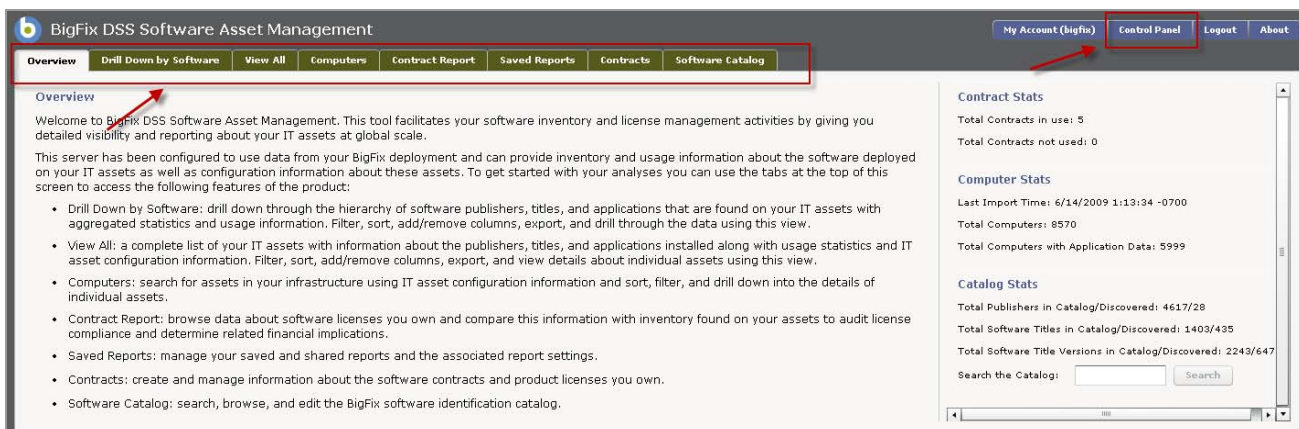 BigFix DSS Software Asset Management
My Account (bigfix) Control Panel Logout About
Overview Drill Down by Software View All Computers Contract Report Saved Reports Contracts Software Catalog
Overview
Welcome to BigFix DSS Software Asset Management. This tool facilitates your software inventory and license management activities by giving you
detailed visibility and reporting about your IT assets at global scale.
This server has been configured to use data from your BigFix deployment and can provide inventory and usage information about the software deployed
on your IT assets as well as configuration information about these assets. To get started with your analyses you can use the tabs at the top of this
screen to access the following features of the product:
• Drill Down by Software: drill down through the hierarchy of software publishers, titles, and applications that are found on your IT assets with
aggregated statistics and usage information. Filter, sort, add/remove columns, export, and drill through the data using this view.
• View All: a complete list of your IT assets with information about the publishers, titles, and applications installed along with usage statistics and IT
asset configuration information. Filter, sort, add/remove columns, export, and view details about individual assets using this view.
• Computers: search for assets in your infrastructure using IT asset configuration information and sort, filter, and drill down into the details of
individual assets.
• Contract Report: browse data about software licenses you own and compare this information with inventory found on your assets to audit license
compliance and determine related financial implications.
• Saved Reports: manage your saved and shared reports and the associated report settings.
• Contracts: create and manage information about the software contracts and product licenses you own.
• Software Catalog: search, browse, and edit the BigFix software identification catalog.
Contract Stats
Total Contracts in use: 5
Total Contracts not used: 0
Computer Stats
Last Import Time: 6/14/2009 1:13:34 -0700
Total Computers: 8570
Total Computers with Application Data: 5999
Catalog Stats
Total Publishers in Catalog/Discovered: 4617/28
Total Software Titles in Catalog/Discovered: 1403/435
Total Software Title Versions in Catalog/Discovered: 2243/647
Search the Catalog: Search